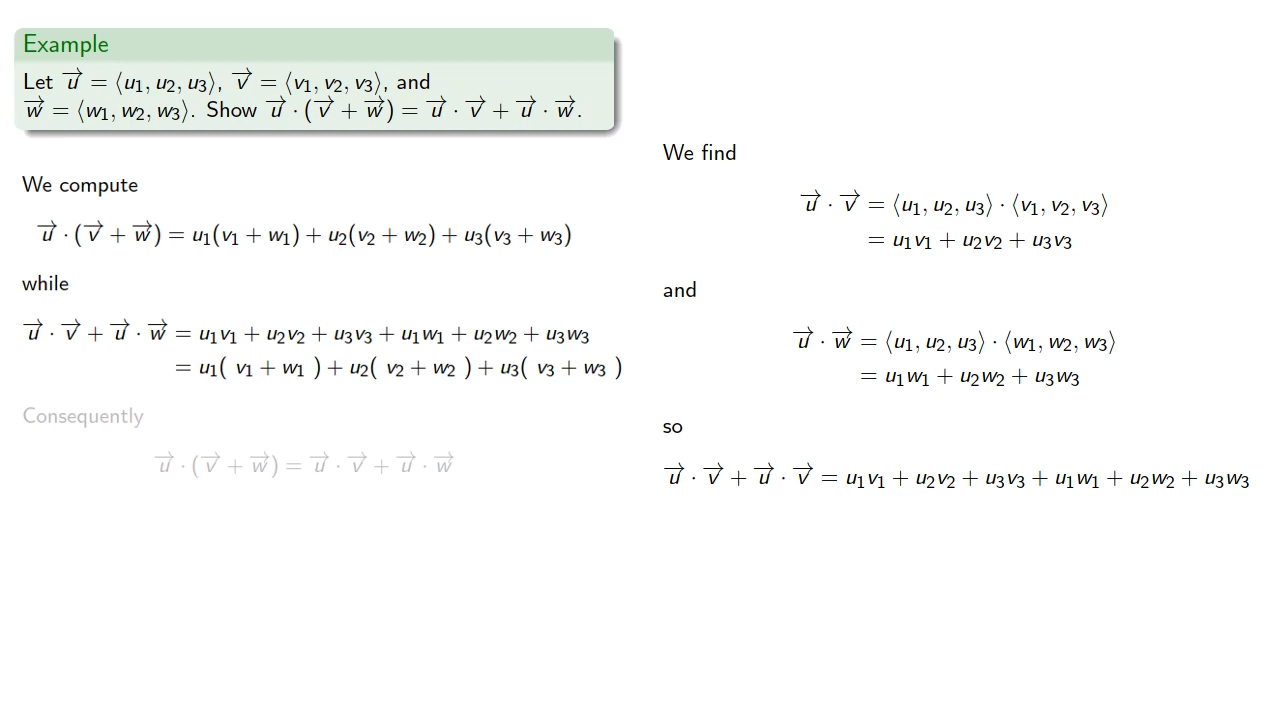 Example
Let u⃗ = ⟨u₁, u₂, u₃⟩, v⃗ = ⟨v₁, v₂, v₃⟩, and
w⃗ = ⟨w₁, w₂, w₃⟩. Show u⃗ · (v⃗ + w⃗) = u⃗ · v⃗ + u⃗ · w⃗.
We compute
u⃗ · (v⃗ + w⃗) = u₁(v₁ + w₁) + u₂(v₂ + w₂) + u₃(v₃ + w₃)
while
u⃗ · v⃗ + u⃗ · w⃗ = u₁v₁ + u₂v₂ + u₃v₃ + u₁w₁ + u₂w₂ + u₃w₃
= u₁( v₁ + w₁ ) + u₂( v₂ + w₂ ) + u₃( v₃ + w₃ )
Consequently
u⃗ · (v⃗ + w⃗) = u⃗ · v⃗ + u⃗ · w⃗
We find
u⃗ · v⃗ = ⟨u₁, u₂, u₃⟩ · ⟨v₁, v₂, v₃⟩
= u₁v₁ + u₂v₂ + u₃v₃
and
u⃗ · w⃗ = ⟨u₁, u₂, u₃⟩ · ⟨w₁, w₂, w₃⟩
= u₁w₁ + u₂w₂ + u₃w₃
so
u⃗ · v⃗ + u⃗ · v⃗ = u₁v₁ + u₂v₂ + u₃v₃ + u₁w₁ + u₂w₂ + u₃w₃